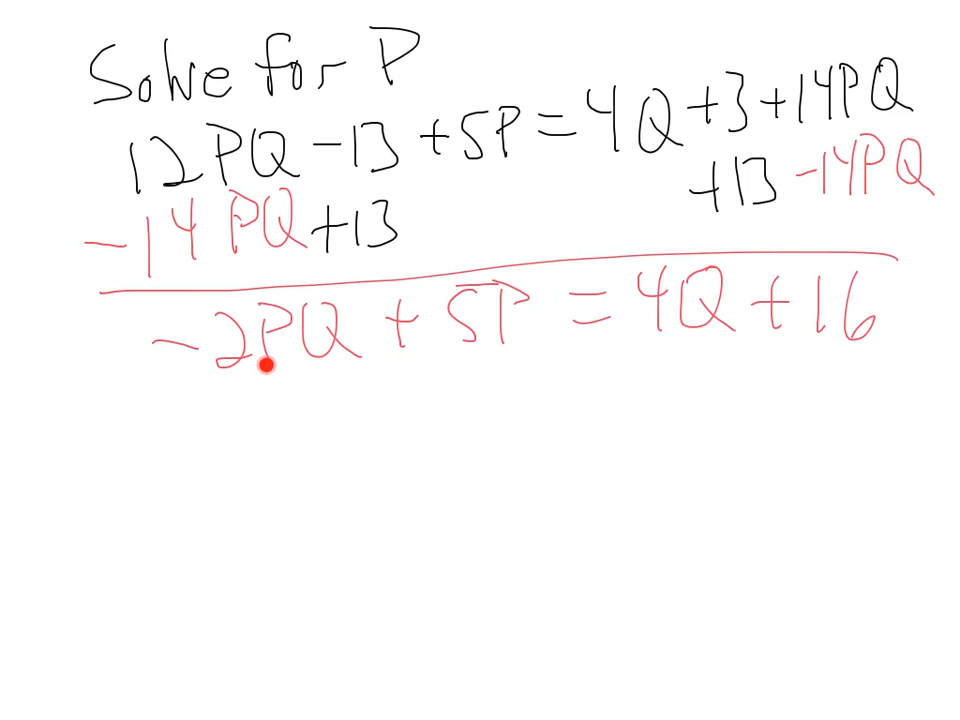 Solve for P
12PQ - 13 + 5P = 4Q + 3 + 14PQ
-14PQ + 13 + 13 - 14PQ
-2PQ + 5P = 4Q + 16